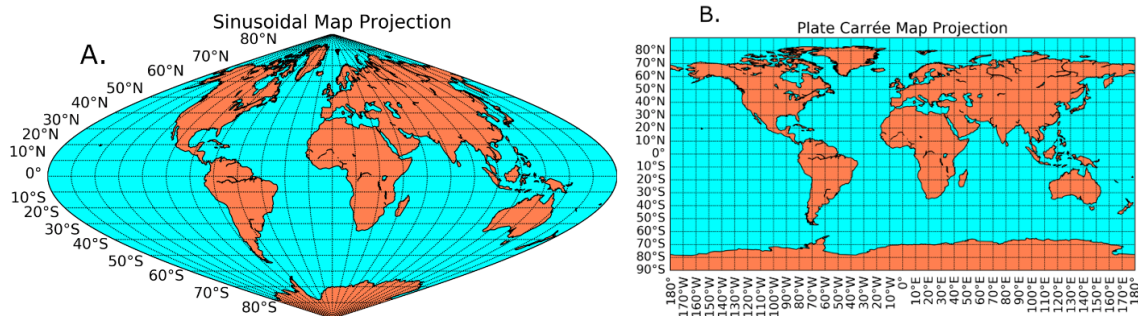 A.
Sinusoidal Map Projection
80°N
70°N
60°N
50°N
40°N
30°N
20°N
10°N
0°
10°S
20°S
30°S
40°S
50°S
60°S
70°S
80°S
B.
Plate Carrée Map Projection
80°N
70°N
60°N
50°N
40°N
30°N
20°N
10°N
0°
10°S
20°S
30°S
40°S
50°S
60°S
70°S
80°S
90°S
180°
170°W
160°W
150°W
140°W
130°W
120°W
110°W
100°W
90°W
80°W
70°W
60°W
50°W
40°W
30°W
20°W
10°W
0°
10°E
20°E
30°E
40°E
50°E
60°E
70°E
80°E
90°E
100°E
110°E
120°E
130°E
140°E
150°E
160°E
170°E
180°